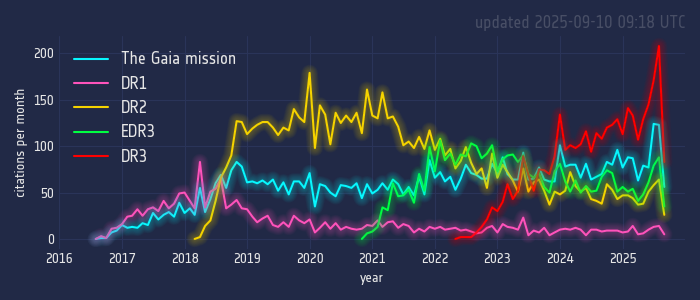 updated 2025-09-10 09:18 UTC
200
150
100
50
0
citations per month
The Gaia mission
DR1
DR2
EDR3
DR3
2016 2017 2018 2019 2020 2021 2022 2023 2024 2025
year